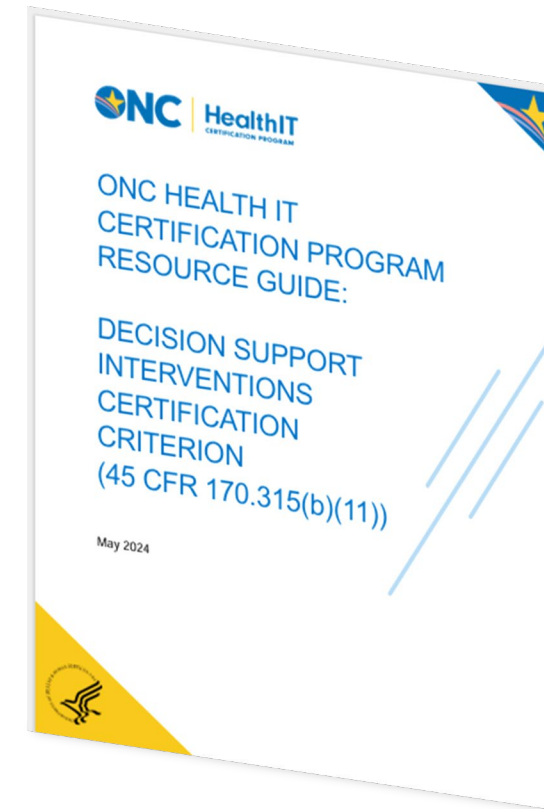 ONC HealthIT
CERTIFICATION PROGRAM
ONC HEALTH IT
CERTIFICATION PROGRAM
RESOURCE GUIDE:
DECISION SUPPORT
INTERVENTIONS
CERTIFICATION
CRITERION
(45 CFR 170.315(b)(11))
May 2024